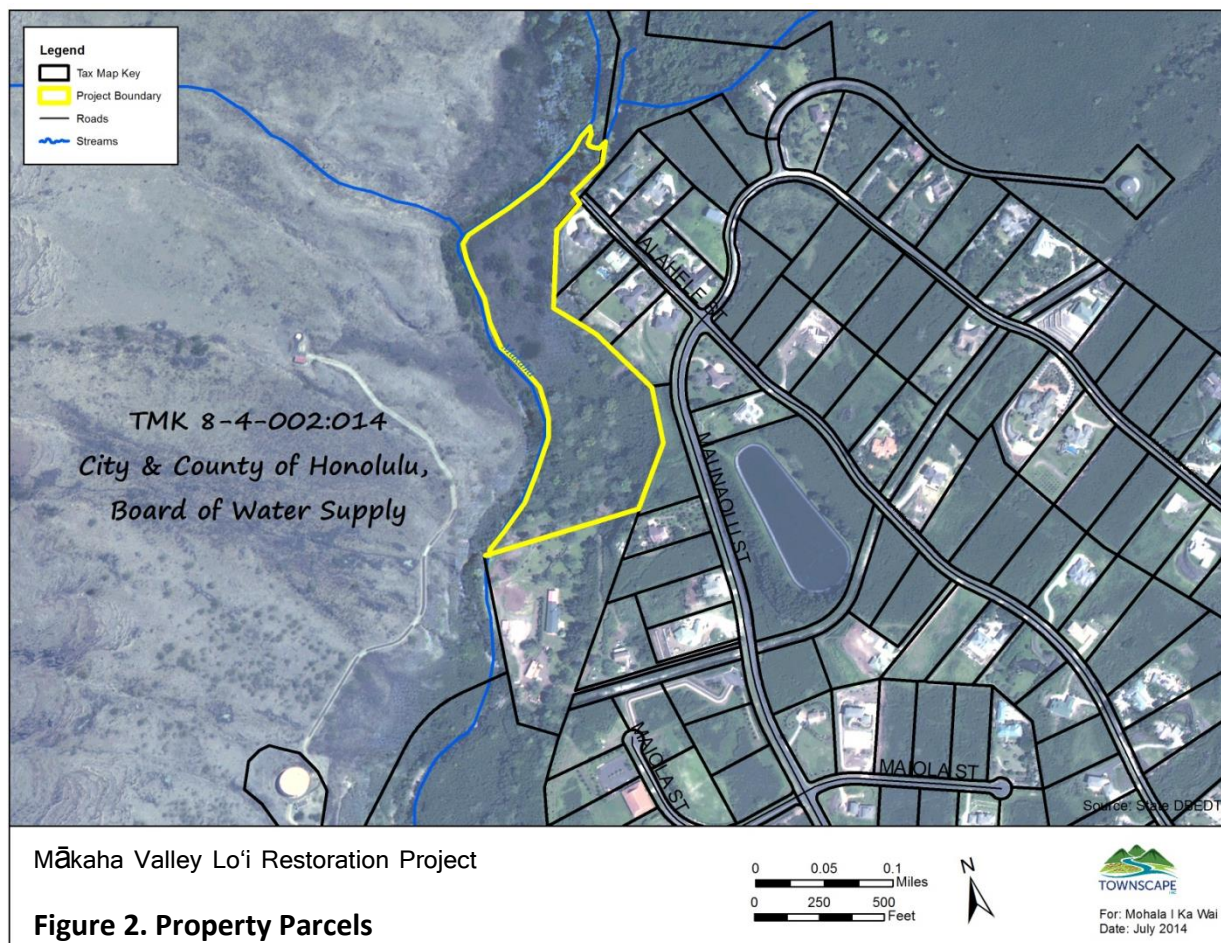 Legend
Tax Map Key
Project Boundary
Roads
Streams
ALAHELE ST
TMK 8-4-002:014
City & County of Honolulu,
Board of Water Supply
MAUNAOLU ST
MAIOLA ST
MAIOLA ST
Source: State DBEDT
Mākaha Valley Lo‘i Restoration Project
Figure 2. Property Parcels
0 0.05 0.1
Miles
0 250 500
Feet
N
TOWNSCAPE
For: Mohala I Ka Wai
Date: July 2014